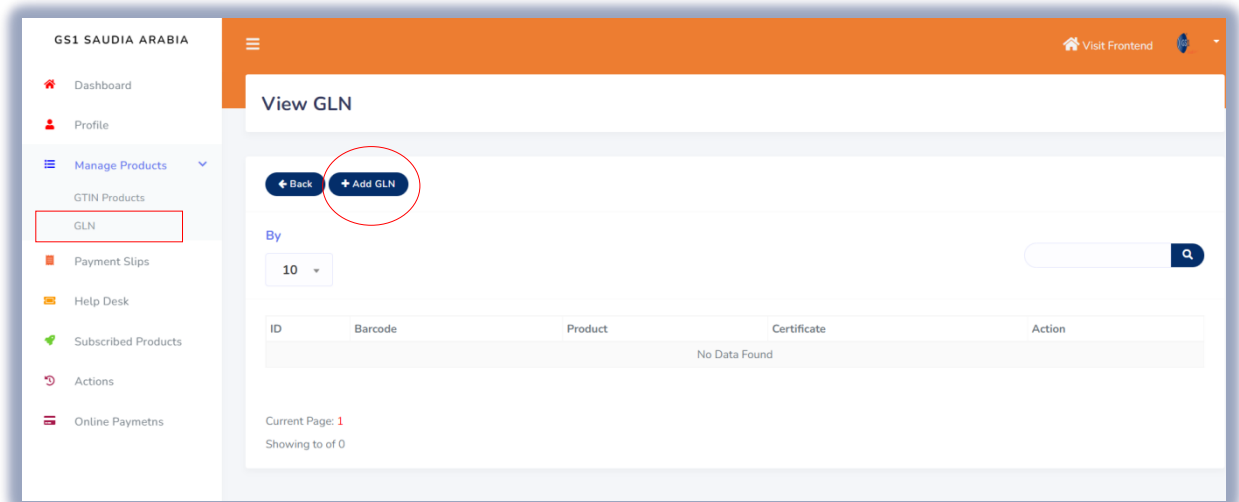 GS1 SAUDIA ARABIA
Dashboard
Profile
Manage Products
GTIN Products
GLN
Payment Slips
Help Desk
Subscribed Products
Actions
Online Paymetns
Visit Frontend
View GLN
Back
+ Add GLN
By
10
ID Barcode Product Certificate Action
No Data Found
Current Page: 1
Showing to of 0